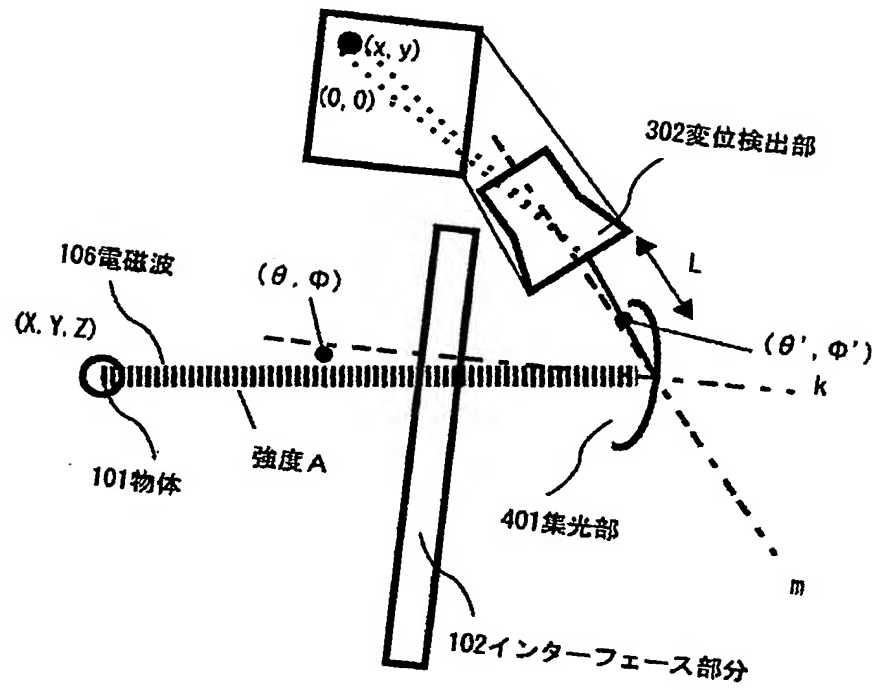 (x, y)
(0, 0)
302変位検出部
106電磁波
(θ, Φ)
L
(X, Y, Z)
(θ', Φ')
k
強度A
101物体
401集光部
m
102インターフェース部分